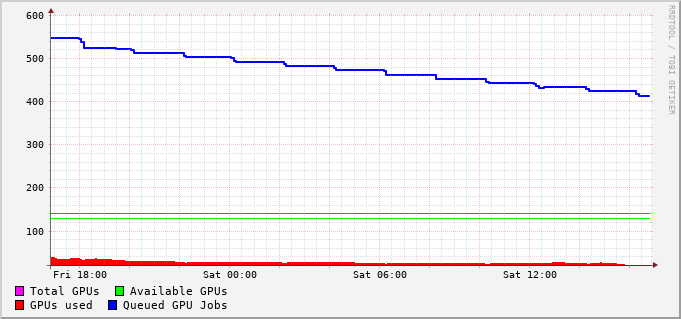 600
500
400
300
200
100
Fri 18:00 Sat 00:00 Sat 06:00 Sat 12:00
Total GPUs Available GPUs
GPUs used Queued GPU Jobs
RRDTOOL / TOBI OETIKER